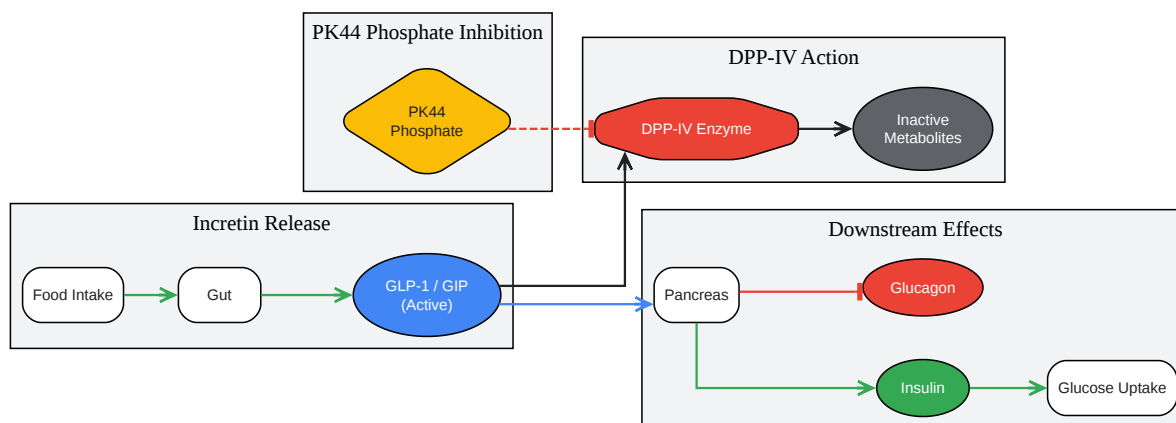 PK44 Phosphate Inhibition
PK44
Phosphate
DPP-IV Action
DPP-IV Enzyme
Inactive
Metabolites
Incretin Release
Food Intake
Gut
GLP-1 / GIP
(Active)
Downstream Effects
Pancreas
Glucagon
Insulin
Glucose Uptake